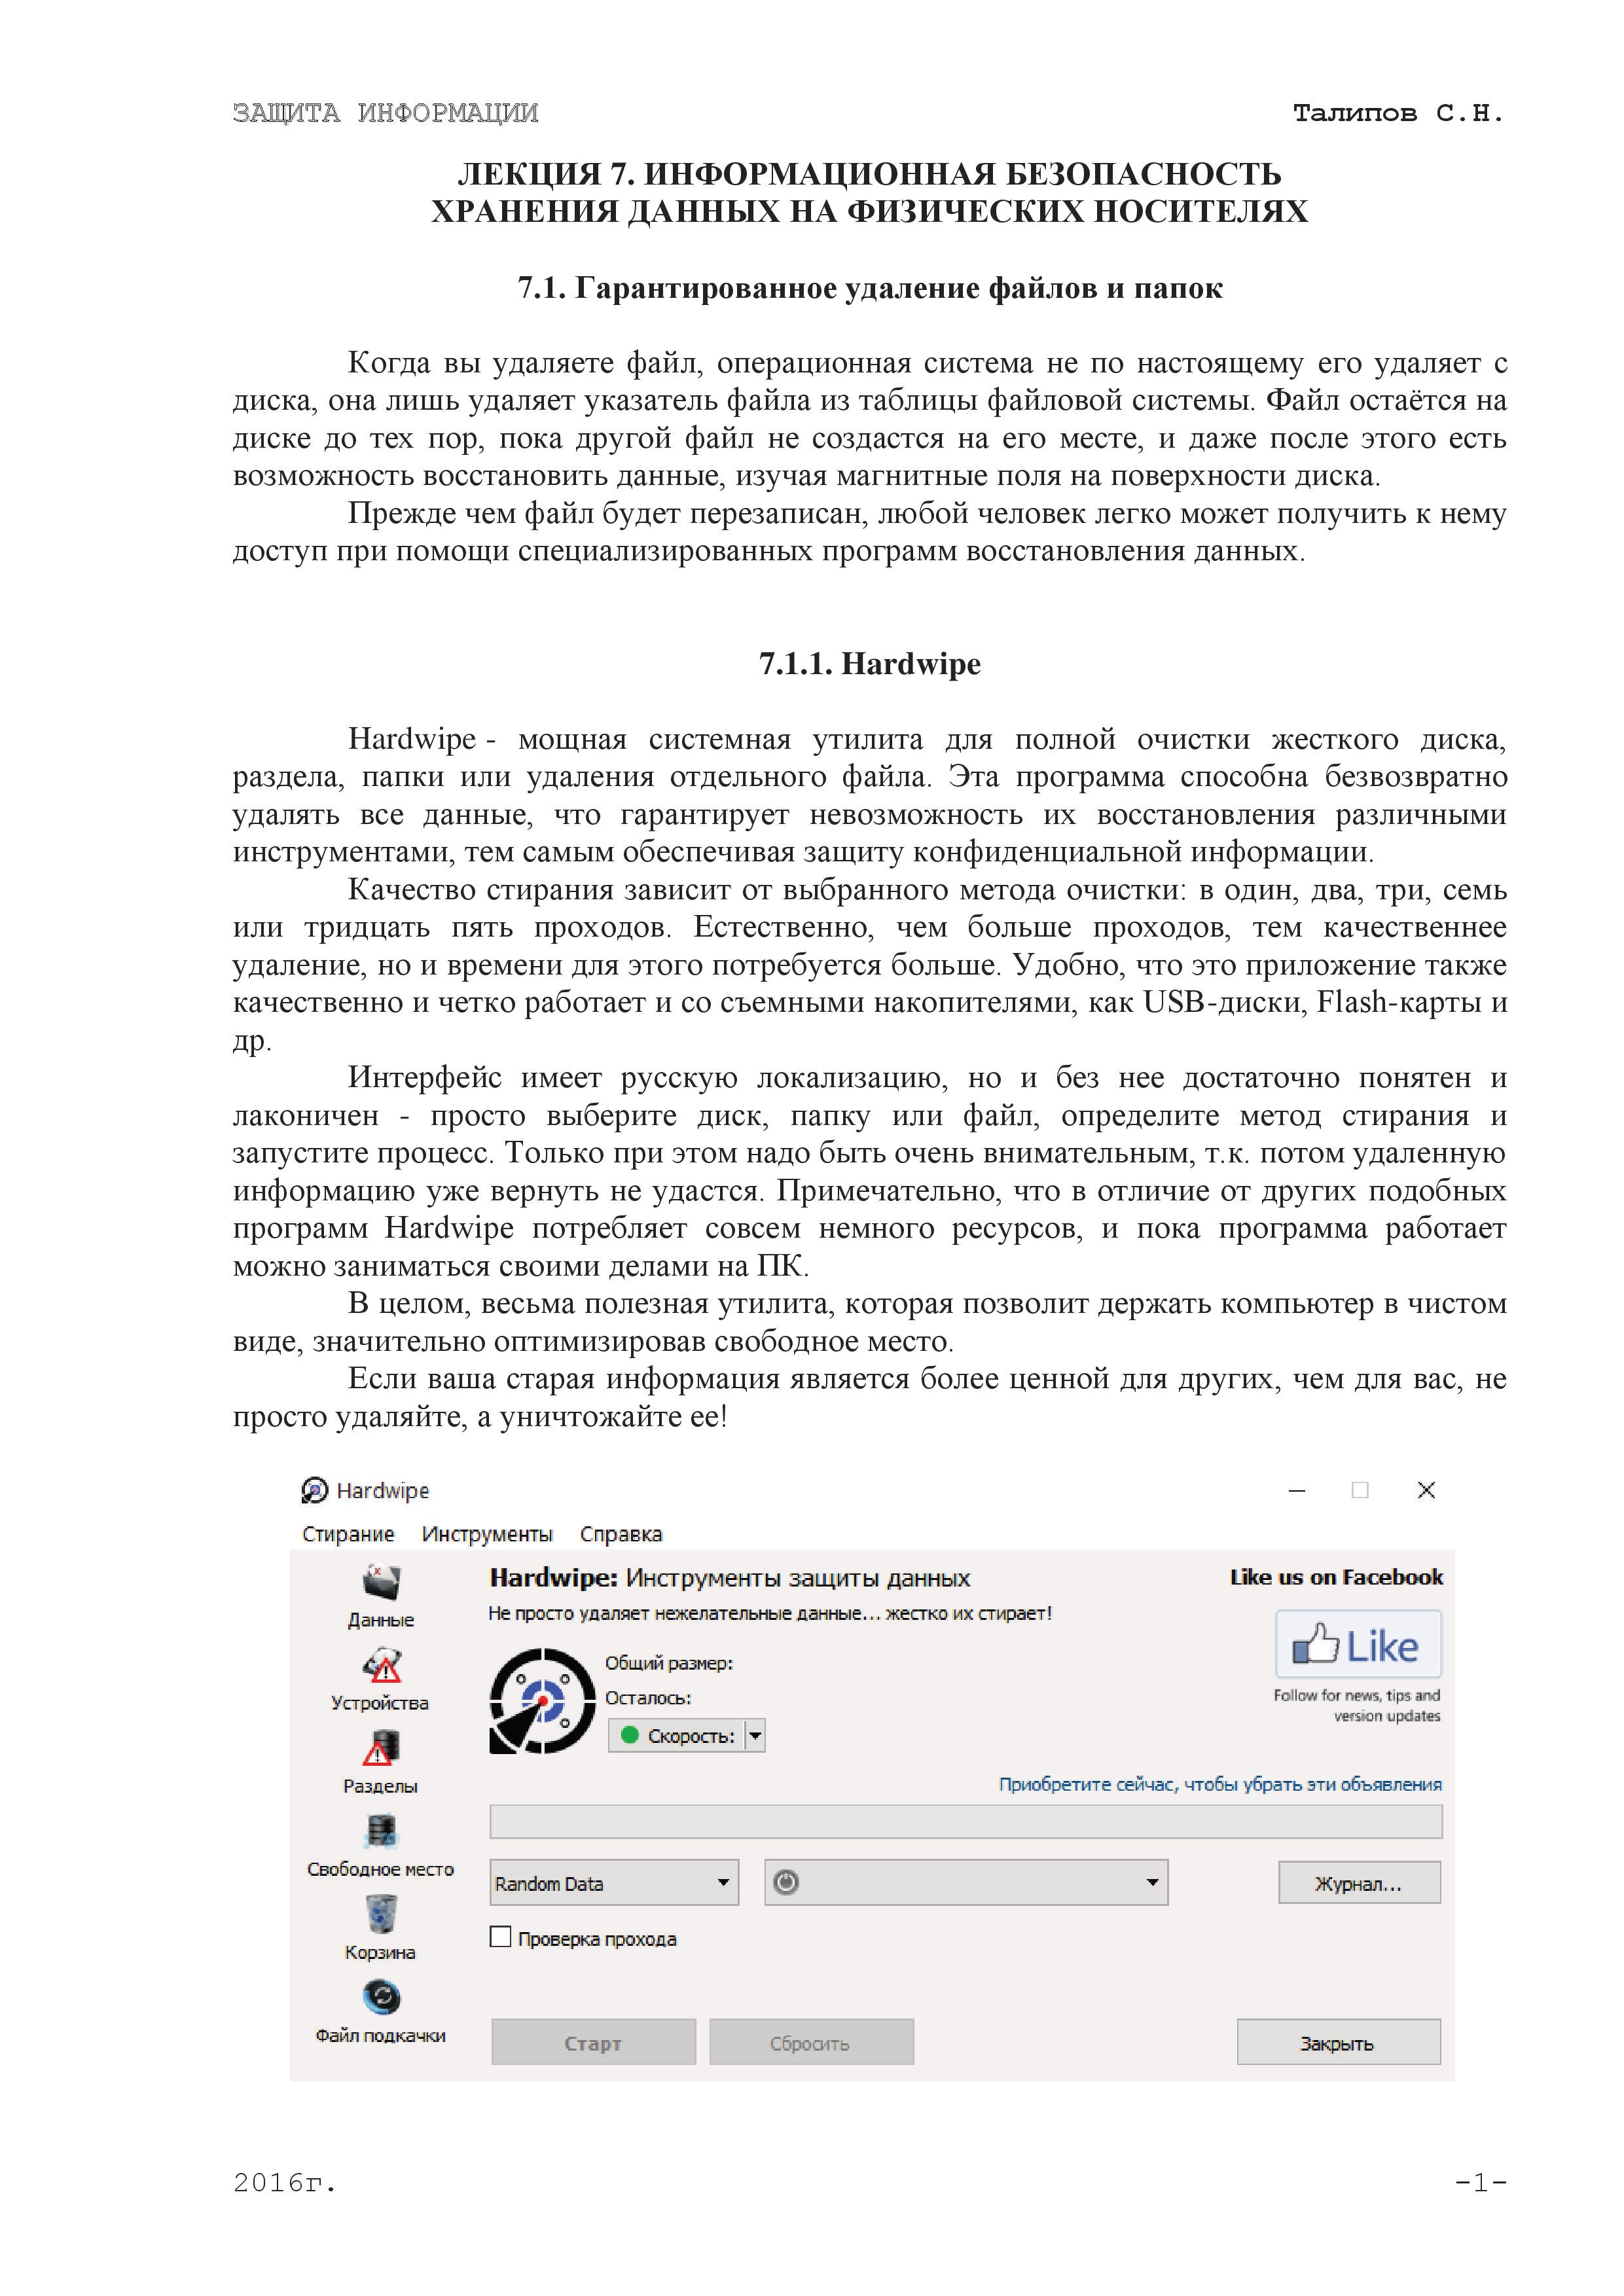 ЗАЩИТА ИНФОРМАЦИИ Талипов С.Н.
ЛЕКЦИЯ 7. ИНФОРМАЦИОННАЯ БЕЗОПАСНОСТЬ
ХРАНЕНИЯ ДАННЫХ НА ФИЗИЧЕСКИХ НОСИТЕЛЯХ
7.1. Гарантированное удаление файлов и папок
Когда вы удаляете файл, операционная система не по настоящему его удаляет с
диска, она лишь удаляет указатель файла из таблицы файловой системы. Файл остаётся на
диске до тех пор, пока другой файл не создастся на его месте, и даже после этого есть
возможность восстановить данные, изучая магнитные поля на поверхности диска.
Прежде чем файл будет перезаписан, любой человек легко может получить к нему
доступ при помощи специализированных программ восстановления данных.
7.1.1. Hardwipe
Hardwipe - мощная системная утилита для полной очистки жесткого диска,
раздела, папки или удаления отдельного файла. Эта программа способна безвозвратно
удалять все данные, что гарантирует невозможность их восстановления различными
инструментами, тем самым обеспечивая защиту конфиденциальной информации.
Качество стирания зависит от выбранного метода очистки: в один, два, три, семь
или тридцать пять проходов. Естественно, чем больше проходов, тем качественнее
удаление, но и времени для этого потребуется больше. Удобно, что это приложение также
качественно и четко работает и со съемными накопителями, как USB-диски, Flash-карты и
др.
Интерфейс имеет русскую локализацию, но и без нее достаточно понятен и
лаконичен - просто выберите диск, папку или файл, определите метод стирания и
запустите процесс. Только при этом надо быть очень внимательным, т.к. потом удаленную
информацию уже вернуть не удастся. Примечательно, что в отличие от других подобных
программ Hardwipe потребляет совсем немного ресурсов, и пока программа работает
можно заниматься своими делами на ПК.
В целом, весьма полезная утилита, которая позволит держать компьютер в чистом
виде, значительно оптимизировав свободное место.
Если ваша старая информация является более ценной для других, чем для вас, не
просто удаляйте, а уничтожайте ее!
Hardwipe
Стирание Инструменты Справка
Hardwipe: Инструменты защиты данных
Like us on Facebook
Не просто удаляет нежелательные данные... жестко их стирает!
Данные
Like
Общий размер:
Осталось:
Follow for news, tips and
version updates
Устройства
Скорость:
Разделы
Приобретите сейчас, чтобы убрать эти объявления
Свободное место
Random Data
Журнал...
Проверка прохода
Корзина
Файл подкачки
Старт
Сбросить
Закрыть
2016г. -1-